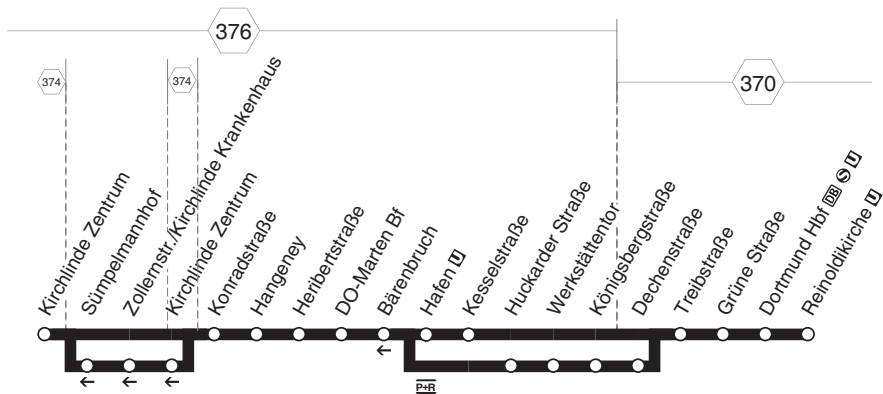 376
374
374
370
Kirchlinde Zentrum
Sümpelmannhof
Zollernstr./Kirchlinde Krankenhaus
Kirchlinde Zentrum
Konradstraße
Hangeney
Heribertstraße
DO-Marten Bf
Bärenbruch
Hafen U
Kesselstraße
Huckarder Straße
Werkstättentor
Königsbergstraße
Dechenstraße
Treibstraße
Grüne Straße
Dortmund Hbf DB S U
Reinoldikirche U
P+R